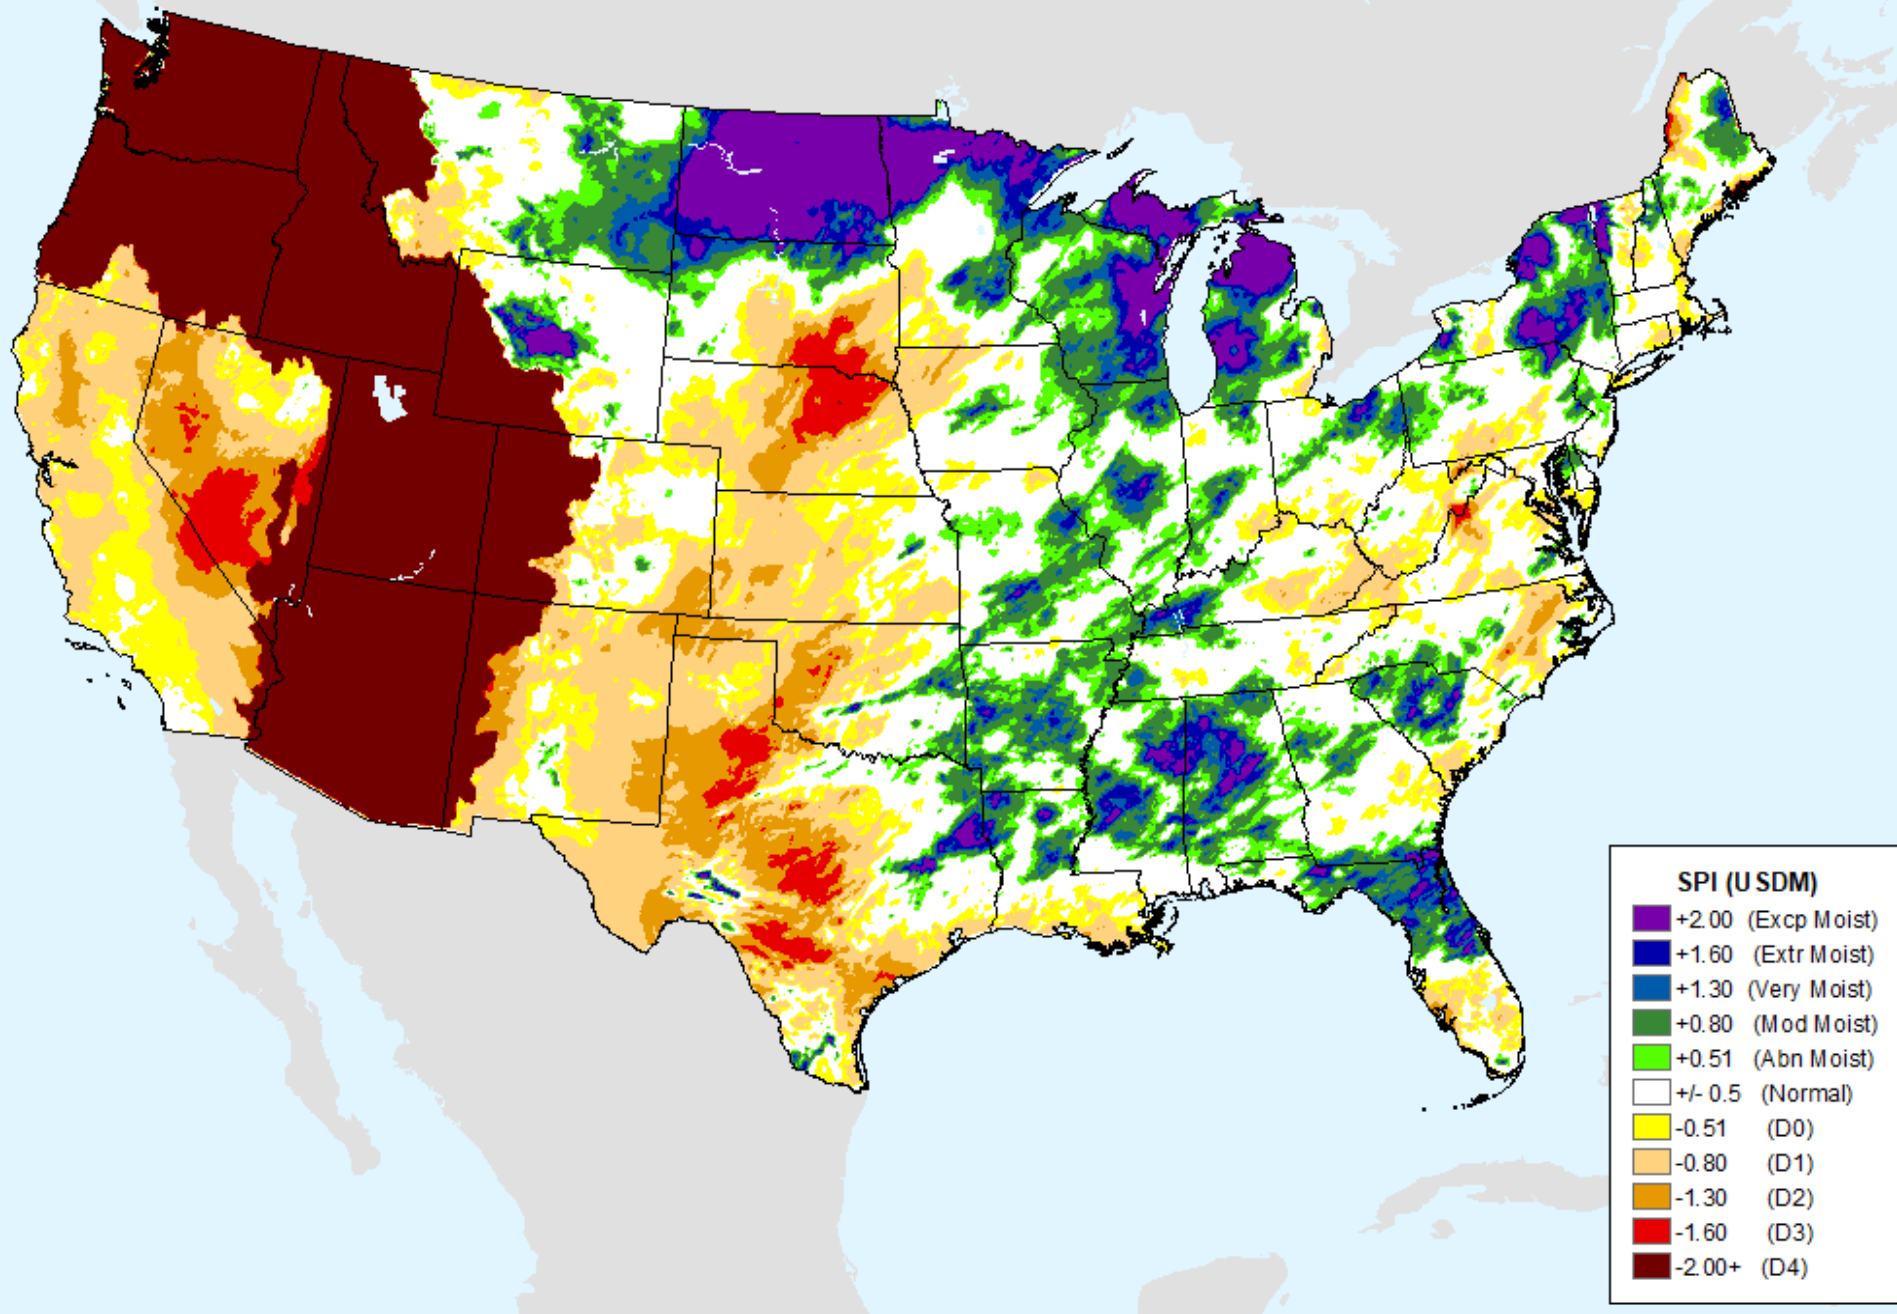 SPI (USDM)
+2.00 (Excp Moist)
+1.60 (Extr Moist)
+1.30 (Very Moist)
+0.80 (Mod Moist)
+0.51 (Abn Moist)
+/- 0.5 (Normal)
-0.51 (D0)
-0.80 (D1)
-1.30 (D2)
-1.60 (D3)
-2.00+ (D4)